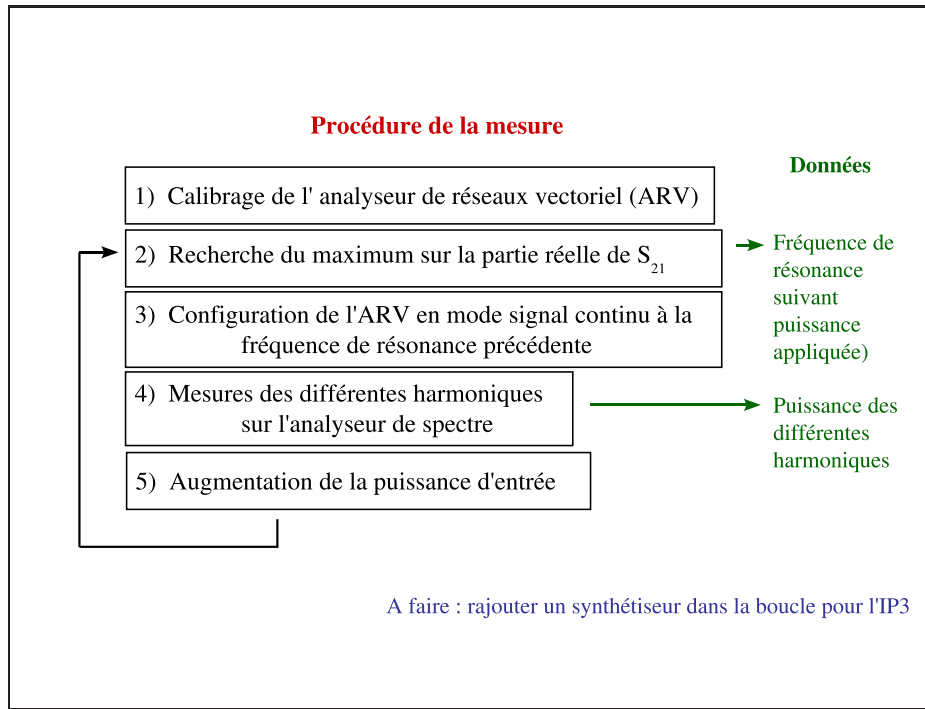 Procédure de la mesure
Données
1) Calibrage de l' analyseur de réseaux vectoriel (ARV)
2) Recherche du maximum sur la partie réelle de S21
3) Configuration de l'ARV en mode signal continu à la
fréquence de résonance précédente
4) Mesures des différentes harmoniques
sur l'analyseur de spectre
5) Augmentation de la puissance d'entrée
Fréquence de
résonance
suivant
puissance
appliquée)
Puissance des
différentes
harmoniques
A faire : rajouter un synthétiseur dans la boucle pour l'IP3